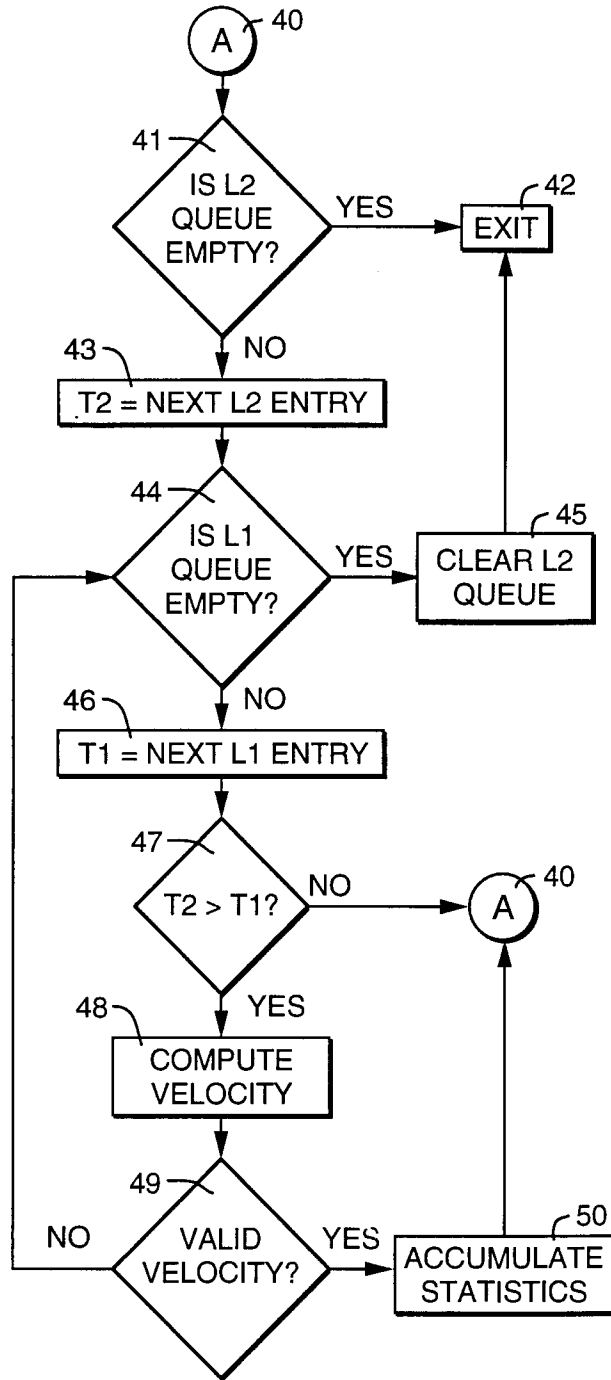 40
A
41
IS L2
QUEUE
EMPTY?
YES
42
EXIT
NO
43
T2 = NEXT L2 ENTRY
44
IS L1
QUEUE
EMPTY?
YES
45
CLEAR L2
QUEUE
NO
46
T1 = NEXT L1 ENTRY
47
T2 > T1?
NO
40
A
YES
48
COMPUTE
VELOCITY
49
VALID
VELOCITY?
NO
YES
50
ACCUMULATE
STATISTICS